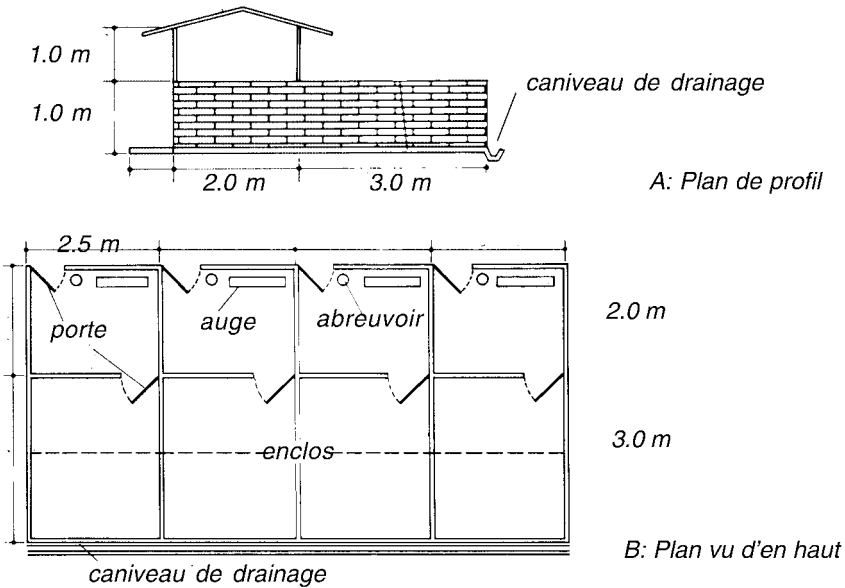 1.0 m
caniveau de drainage
1.0 m
2.0 m
3.0 m
A: Plan de profil
2.5 m
porte
auge
abreuvoir
2.0 m
enclos
3.0 m
caniveau de drainage
B: Plan vu d'en haut